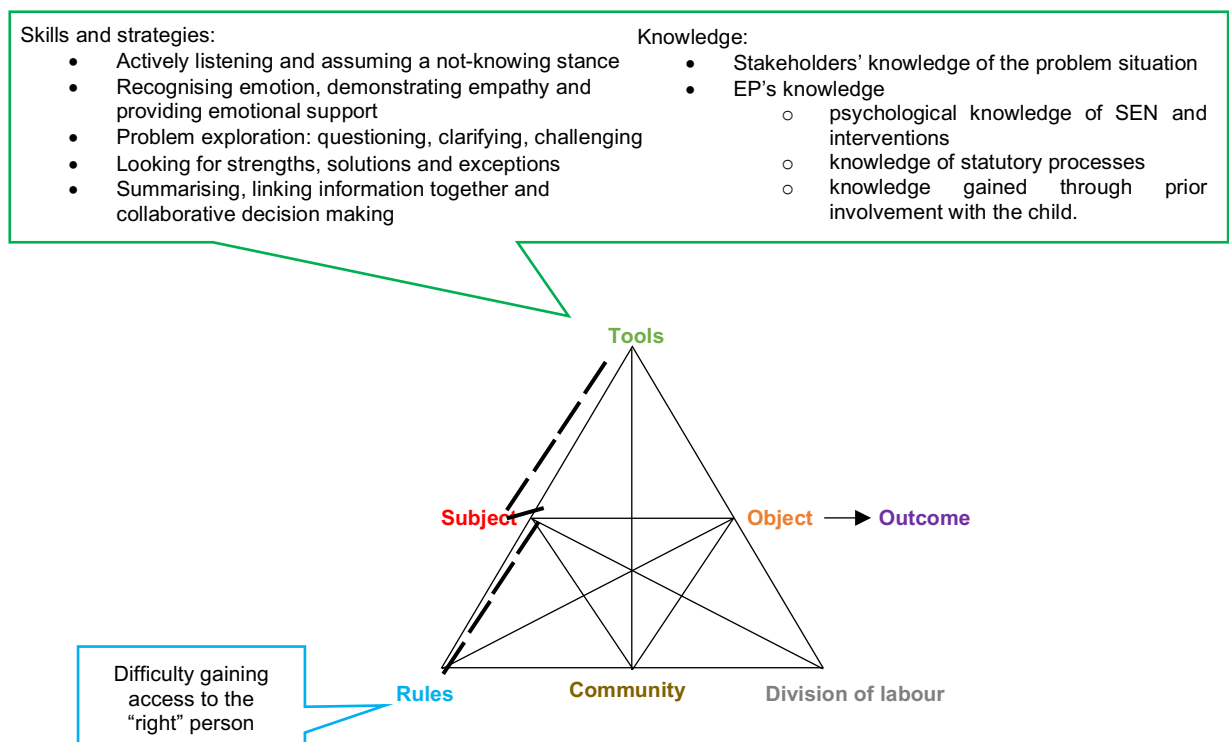 Skills and strategies:
• Actively listening and assuming a not-knowing stance
• Recognising emotion, demonstrating empathy and
providing emotional support
• Problem exploration: questioning, clarifying, challenging
• Looking for strengths, solutions and exceptions
• Summarising, linking information together and
collaborative decision making
Knowledge:
• Stakeholders’ knowledge of the problem situation
• EP’s knowledge
o psychological knowledge of SEN and
interventions
o knowledge of statutory processes
o knowledge gained through prior
involvement with the child.
Tools
Subject
Object
Outcome
Difficulty gaining
access to the
“right” person
Rules
Community
Division of labour